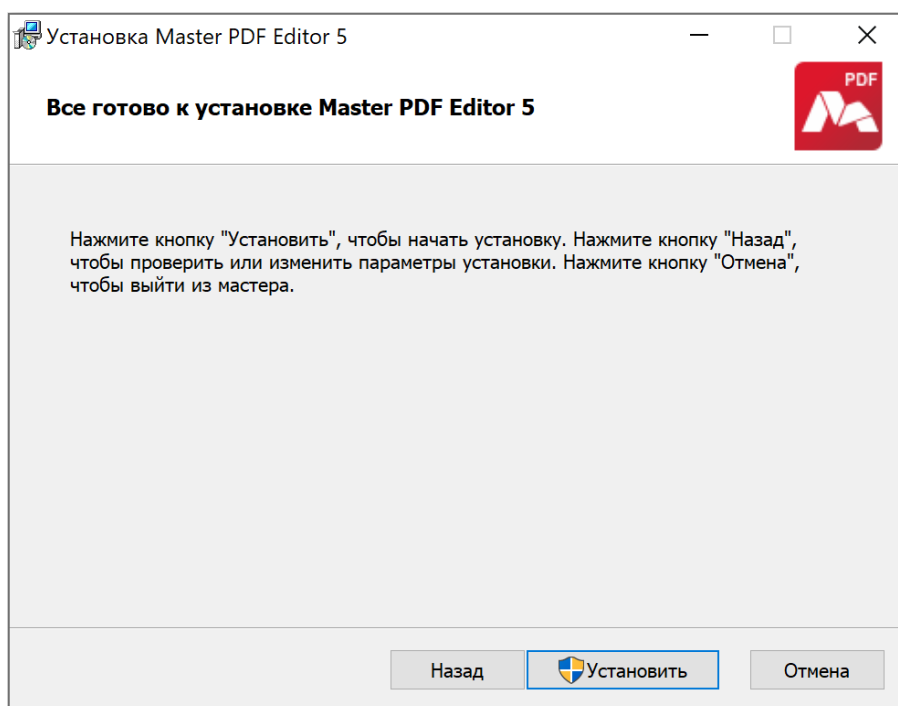 Установка Master PDF Editor 5
PDF
Все готово к установке Master PDF Editor 5
Нажмите кнопку "Установить", чтобы начать установку. Нажмите кнопку "Назад",
чтобы проверить или изменить параметры установки. Нажмите кнопку "Отмена",
чтобы выйти из мастера.
Назад
Установить
Отмена